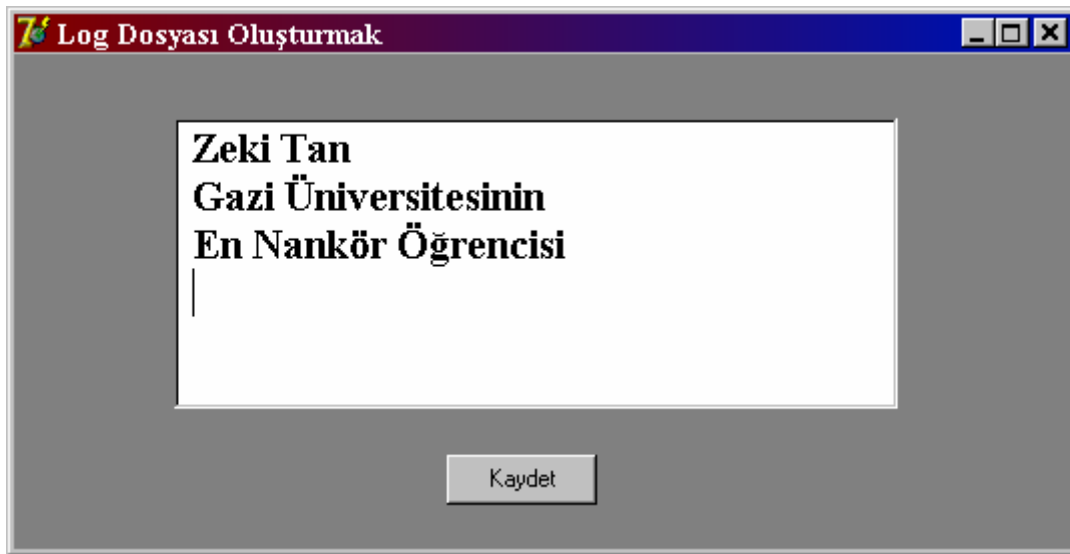 Log Dosyası Oluşturmak
Zeki Tan
Gazi Üniversitesinin
En Nankör Öğrencisi
Kaydet